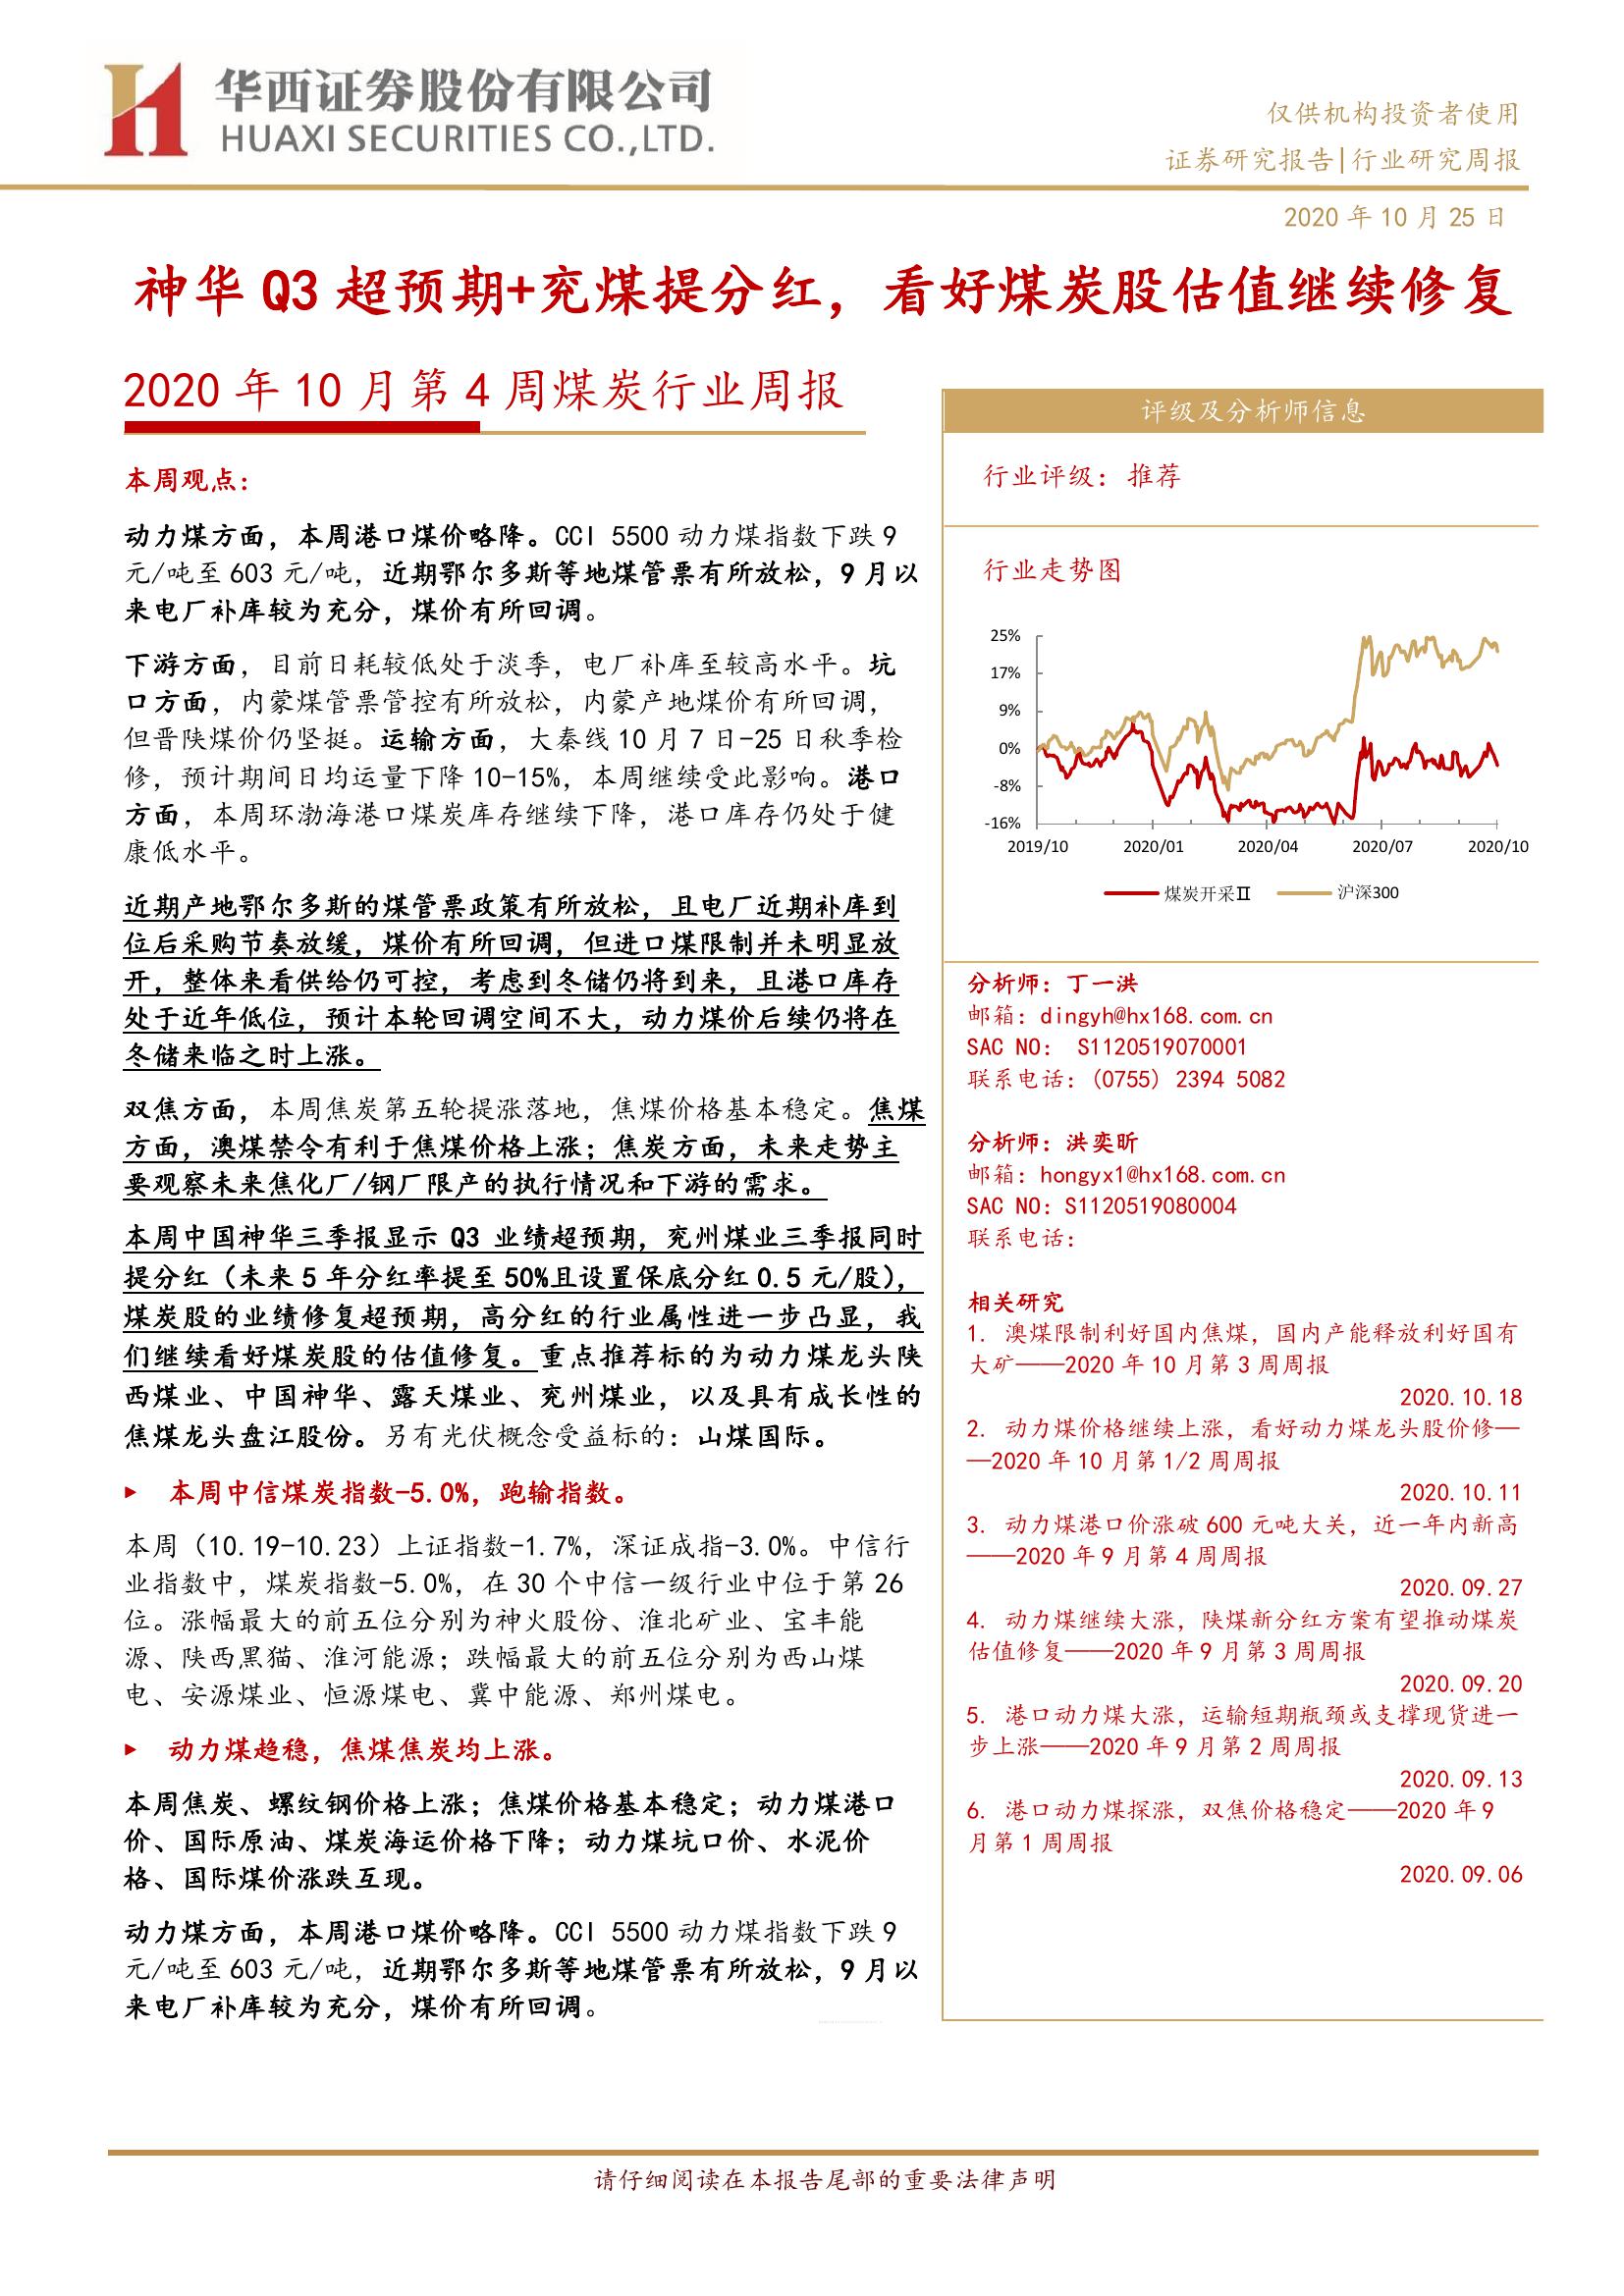 华西证券股份有限公司
HUAXI SECURITIES CO.,LTD.
仅供机构投资者使用
证券研究报告|行业研究周报
2020 年 10 月 25 日
神华 Q3 超预期+兖煤提分红，看好煤炭股估值继续修复
2020 年 10 月第 4 周煤炭行业周报
本周观点：
动力煤方面，本周港口煤价略降。CCI 5500 动力煤指数下跌 9
元/吨至 603 元/吨，近期鄂尔多斯等地煤管票有所放松，9 月以
来电厂补库较为充分，煤价有所回调。
下游方面，目前日耗较低处于淡季，电厂补库至较高水平。坑
口方面，内蒙煤管票管控有所放松，内蒙产地煤价有所回调，
但晋陕煤价仍坚挺。运输方面，大秦线 10 月 7 日-25 日秋季检
修，预计期间日均运量下降 10-15%，本周继续受此影响。港口
方面，本周环渤海港口煤炭库存继续下降，港口库存仍处于健
康低水平。
近期产地鄂尔多斯的煤管票政策有所放松，且电厂近期补库到
位后采购节奏放缓，煤价有所回调，但进口煤限制并未明显放
开，整体来看供给仍可控，考虑到冬储仍将到来，且港口库存
处于近年低位，预计本轮回调空间不大，动力煤价后续仍将在
冬储来临之时上涨。
双焦方面，本周焦炭第五轮提涨落地，焦煤价格基本稳定。焦煤
方面，澳煤禁令有利于焦煤价格上涨；焦炭方面，未来走势主
要观察未来焦化厂/钢厂限产的执行情况和下游的需求。
本周中国神华三季报显示 Q3 业绩超预期，兖州煤业三季报同时
提分红（未来 5 年分红率提至 50%且设置保底分红 0.5 元/股），
煤炭股的业绩修复超预期，高分红的行业属性进一步凸显，我
们继续看好煤炭股的估值修复。重点推荐标的为动力煤龙头陕
西煤业、中国神华、露天煤业、兖州煤业，以及具有成长性的
焦煤龙头盘江股份。另有光伏概念受益标的：山煤国际。
▶ 本周中信煤炭指数-5.0%，跑输指数。
本周（10.19-10.23）上证指数-1.7%，深证成指-3.0%。中信行
业指数中，煤炭指数-5.0%，在 30 个中信一级行业中位于第 26
位。涨幅最大的前五位分别为神火股份、淮北矿业、宝丰能
源、陕西黑猫、淮河能源；跌幅最大的前五位分别为西山煤
电、安源煤业、恒源煤电、冀中能源、郑州煤电。
▶ 动力煤趋稳，焦煤焦炭均上涨。
本周焦炭、螺纹钢价格上涨；焦煤价格基本稳定；动力煤港口
价、国际原油、煤炭海运价格下降；动力煤坑口价、水泥价
格、国际煤价涨跌互现。
动力煤方面，本周港口煤价略降。CCI 5500 动力煤指数下跌 9
元/吨至 603 元/吨，近期鄂尔多斯等地煤管票有所放松，9 月以
来电厂补库较为充分，煤价有所回调。
评级及分析师信息
行业评级：推荐
行业走势图
25%
17%
9%
0%
-8%
-16%
2019/10 2020/01 2020/04 2020/07 2020/10
煤炭开采Ⅱ 沪深300
分析师：丁一洪
邮箱：dingyh@hx168.com.cn
SAC NO： S1120519070001
联系电话：(0755) 2394 5082
分析师：洪奕昕
邮箱：hongyx1@hx168.com.cn
SAC NO：S1120519080004
联系电话：
相关研究
1. 澳煤限制利好国内焦煤，国内产能释放利好国有
大矿——2020 年 10 月第 3 周周报
2020.10.18
2. 动力煤价格继续上涨，看好动力煤龙头股价修—
—2020 年 10 月第 1/2 周周报
2020.10.11
3. 动力煤港口价涨破 600 元吨大关，近一年内新高
——2020 年 9 月第 4 周周报
2020.09.27
4. 动力煤继续大涨，陕煤新分红方案有望推动煤炭
估值修复——2020 年 9 月第 3 周周报
2020.09.20
5. 港口动力煤大涨，运输短期瓶颈或支撑现货进一
步上涨——2020 年 9 月第 2 周周报
2020.09.13
6. 港口动力煤探涨，双焦价格稳定——2020 年 9
月第 1 周周报
2020.09.06
请仔细阅读在本报告尾部的重要法律声明